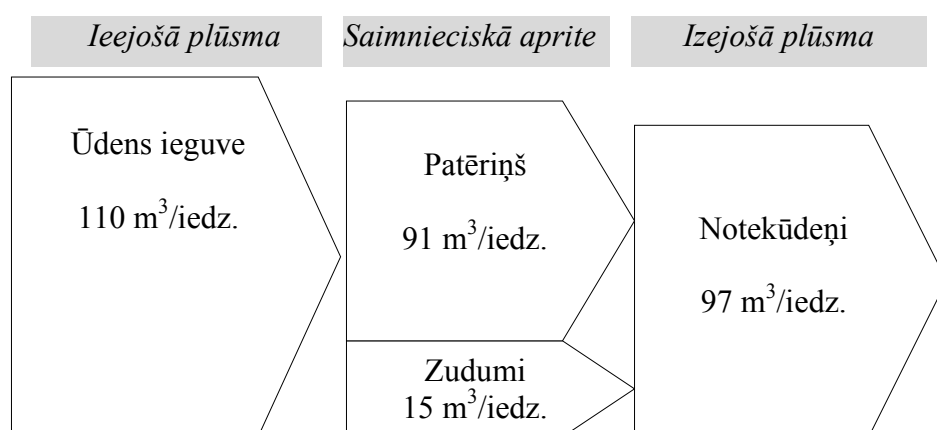 Ieejošā plūsma
Saimnieciskā aprite
Izejošā plūsma
Ūdens ieguve
110 m³/iedz.
Patēriņš
91 m³/iedz.
Zudumi
15 m³/iedz.
Notekūdeņi
97 m³/iedz.